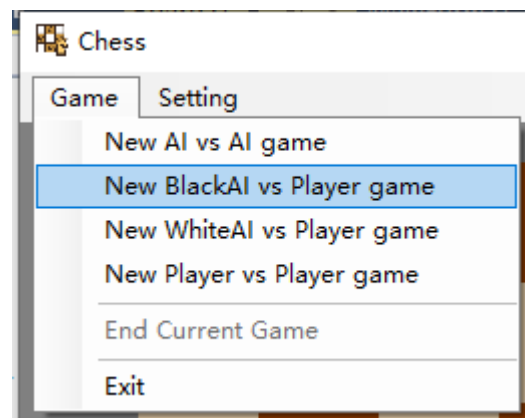 Chess
Game Setting
New AI vs AI game
New BlackAI vs Player game
New WhiteAI vs Player game
New Player vs Player game
End Current Game
Exit